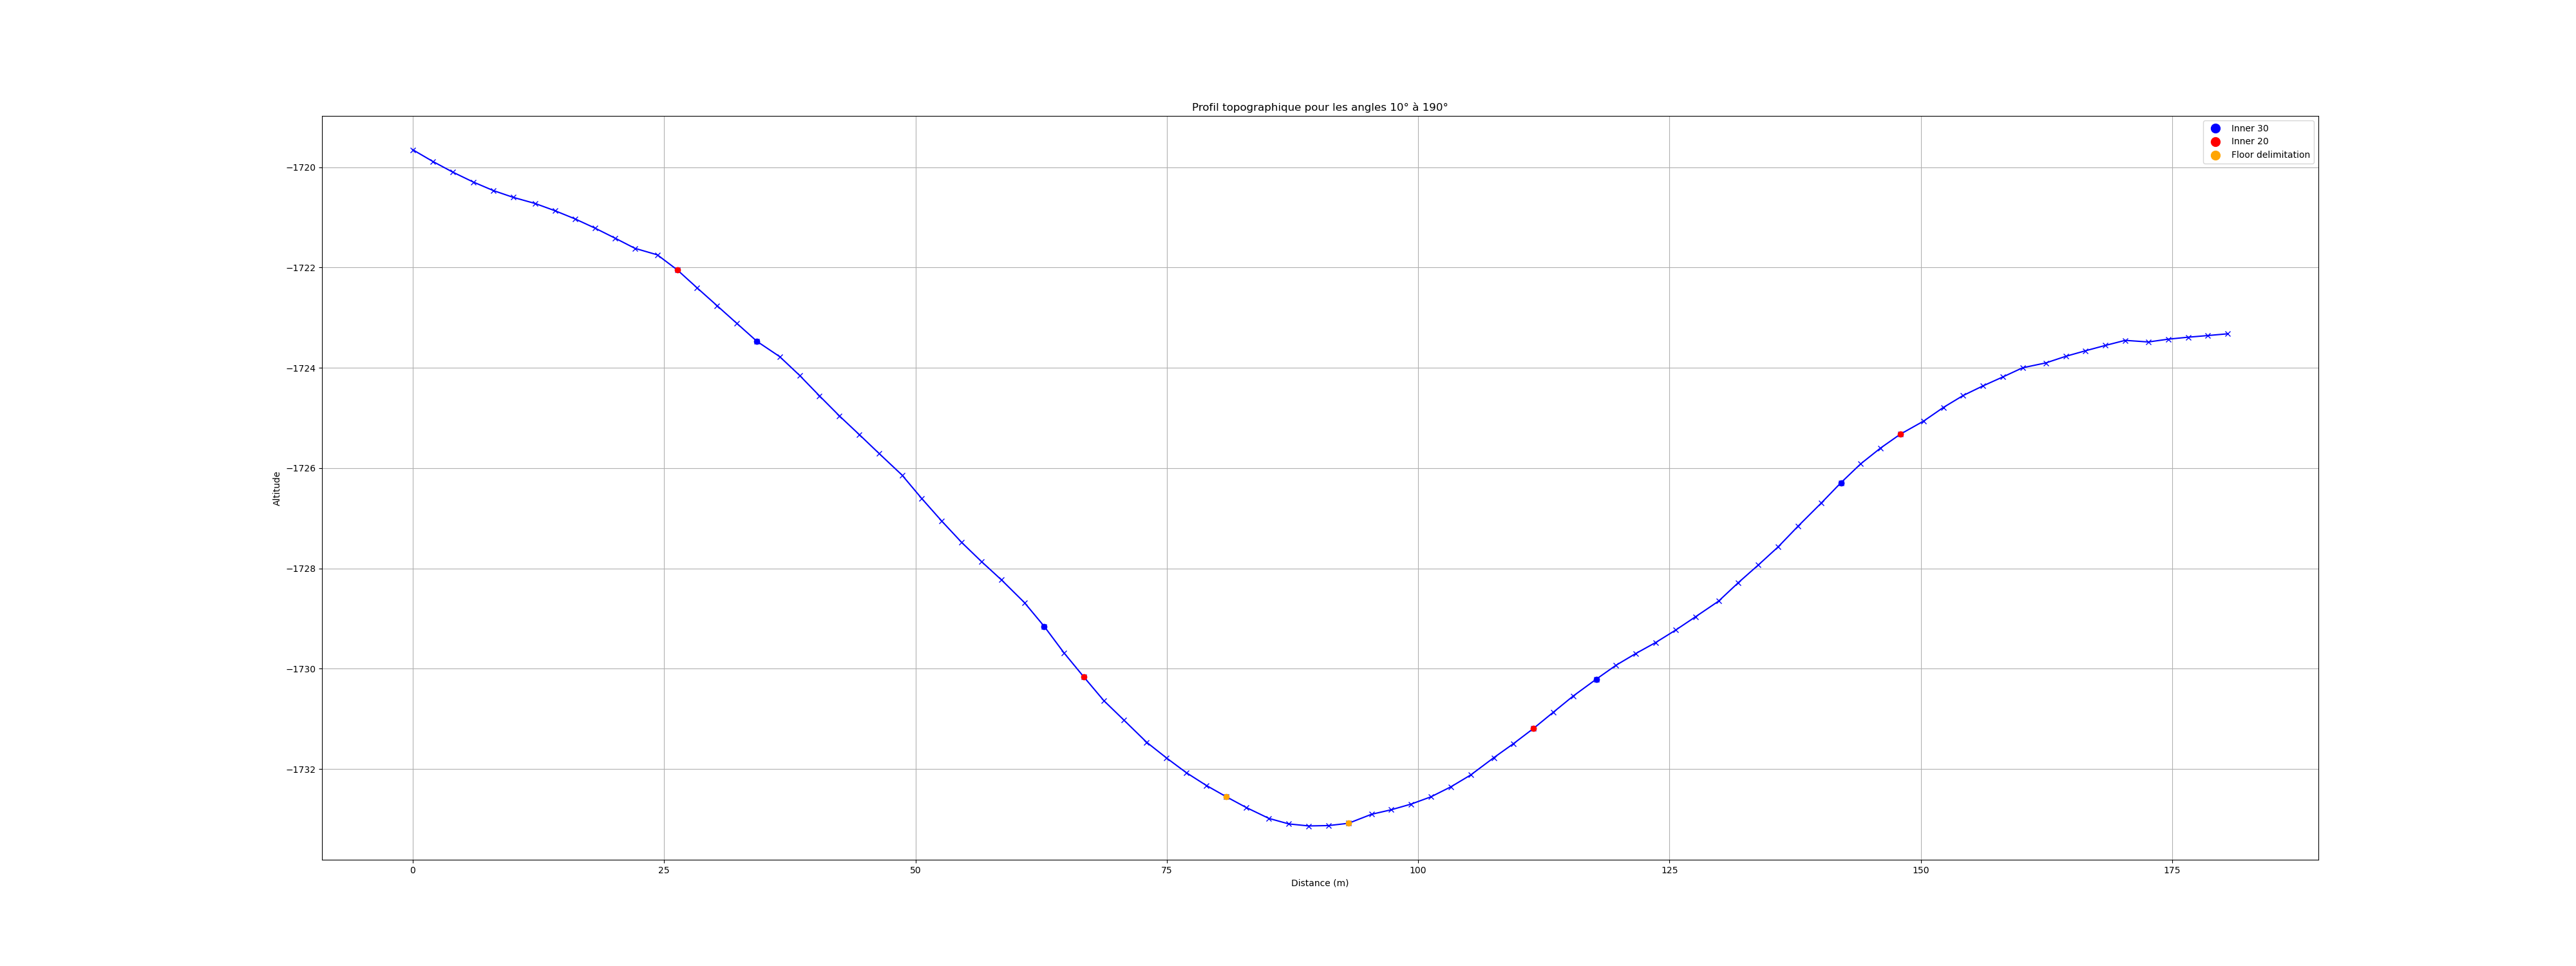 Profil topographique pour les angles 10° à 190°
Inner 30
Inner 20
Floor delimitation
−1720
−1722
−1724
−1726
−1728
−1730
−1732
Altitude
0 25 50 75 100 125 150 175
Distance (m)